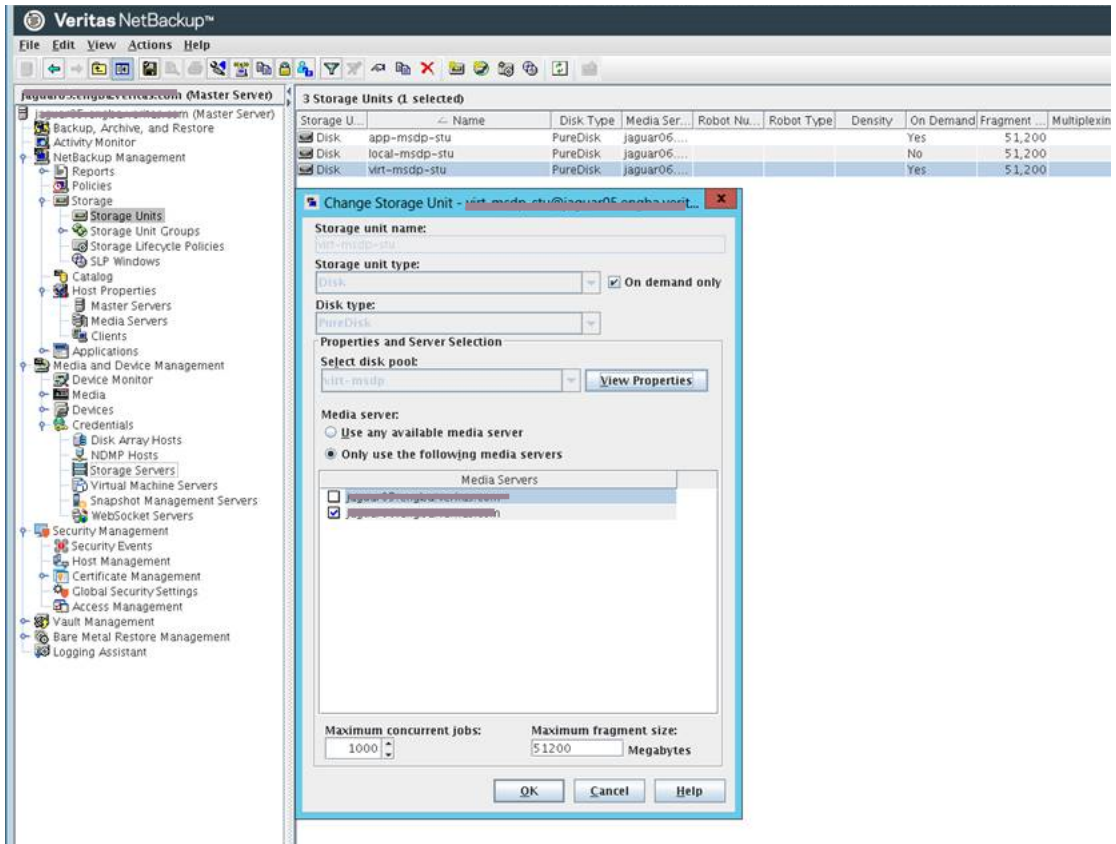 Veritas NetBackup™
File Edit View Actions Help
(Master Server)
(Master Server)
Backup, Archive, and Restore
Activity Monitor
NetBackup Management
Reports
Policies
Storage
Storage Units
Storage Unit Groups
Storage Lifecycle Policies
SLP Windows
Catalog
Host Properties
Master Servers
Media Servers
Clients
Applications
Media and Device Management
Device Monitor
Media
Devices
Credentials
Disk Array Hosts
NDMP Hosts
Storage Servers
Virtual Machine Servers
Snapshot Management Servers
WebSocket Servers
Security Management
Security Events
Host Management
Certificate Management
Global Security Settings
Access Management
Vault Management
Bare Metal Restore Management
Logging Assistant
3 Storage Units (1 selected)
Storage U... Name Disk Type Media Ser... Robot Nu... Robot Type Density On Demand Fragment ... Multiplexin
Disk app-msdp-stu PureDisk jaguar06.... Yes 51,200
Disk local-msdp-stu PureDisk jaguar06.... No 51,200
Disk virt-msdp-stu PureDisk jaguar06.... Yes 51,200
Change Storage Unit -
Storage unit name:
virt-msdp-stu
Storage unit type:
Disk On demand only
Disk type:
PureDisk
Properties and Server Selection
Select disk pool:
virt-msdp View Properties
Media server:
Use any available media server
Only use the following media servers
Media Servers
Maximum concurrent jobs: Maximum fragment size:
1000 51200 Megabytes
OK Cancel Help